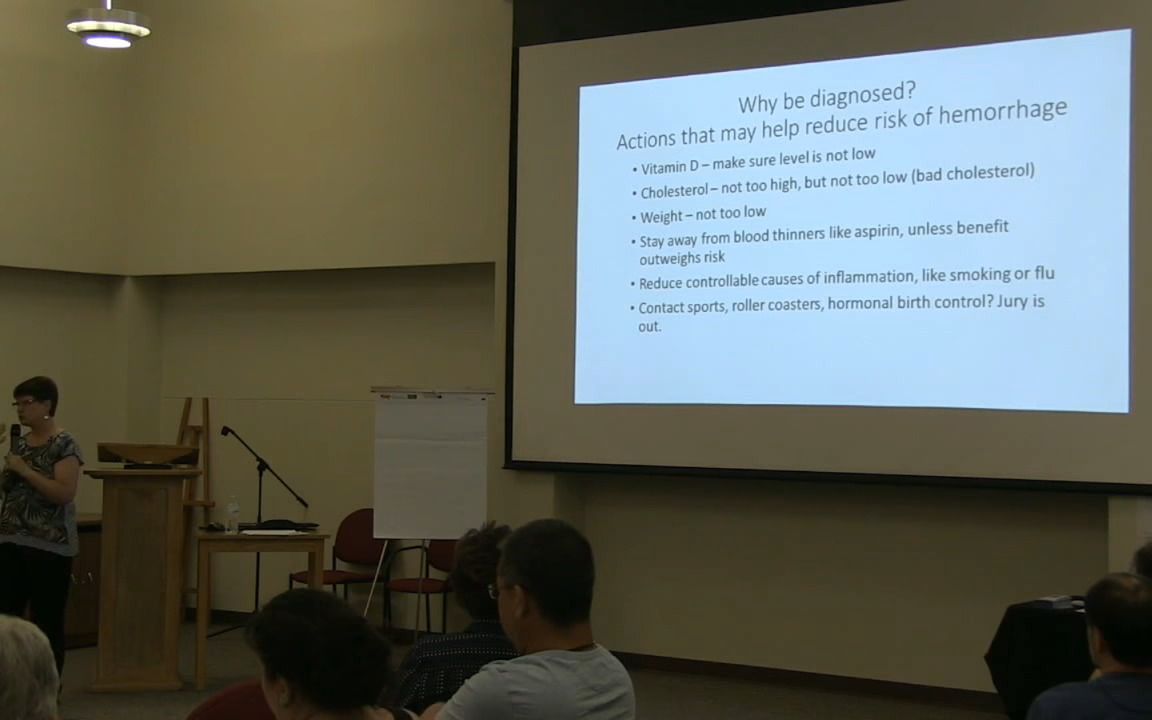 Why be diagnosed?
Actions that may help reduce risk of hemorrhage
• Vitamin D – make sure level is not low
• Cholesterol – not too high, but not too low (bad cholesterol)
• Weight – not too low
• Stay away from blood thinners like aspirin, unless benefit
outweighs risk
• Reduce controllable causes of inflammation, like smoking or flu
• Contact sports, roller coasters, hormonal birth control? Jury is
out.